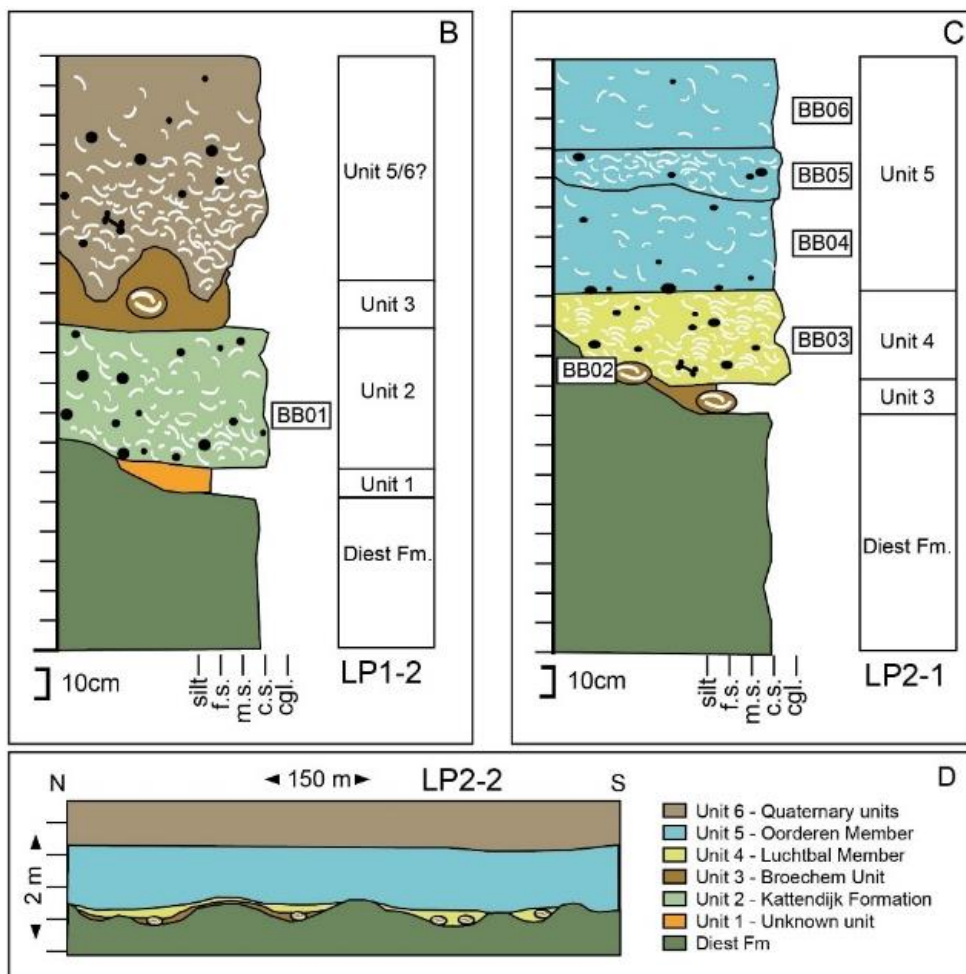 B
Unit 5/6?
Unit 3
Unit 2
BB01
Unit 1
Diest Fm.
10cm
silt
f.s.
m.s.
c.s.
cgl.
LP1-2
C
BB06
BB05
Unit 5
BB04
BB03
Unit 4
BB02
Unit 3
Diest Fm.
10cm
silt
f.s.
m.s.
c.s.
cgl.
LP2-1
D
N
150 m
LP2-2
S
2 m
Unit 6 - Quaternary units
Unit 5 - Oorderen Member
Unit 4 - Luchtbal Member
Unit 3 - Broechem Unit
Unit 2 - Kattendijk Formation
Unit 1 - Unknown unit
Diest Fm